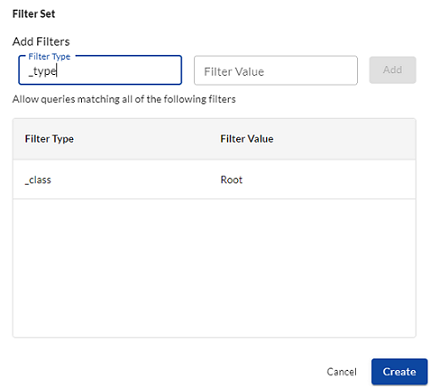 Filter Set
Add Filters
Filter Type
_type
Filter Value
Add
Allow queries matching all of the following filters
Filter Type Filter Value
_class Root
Cancel Create